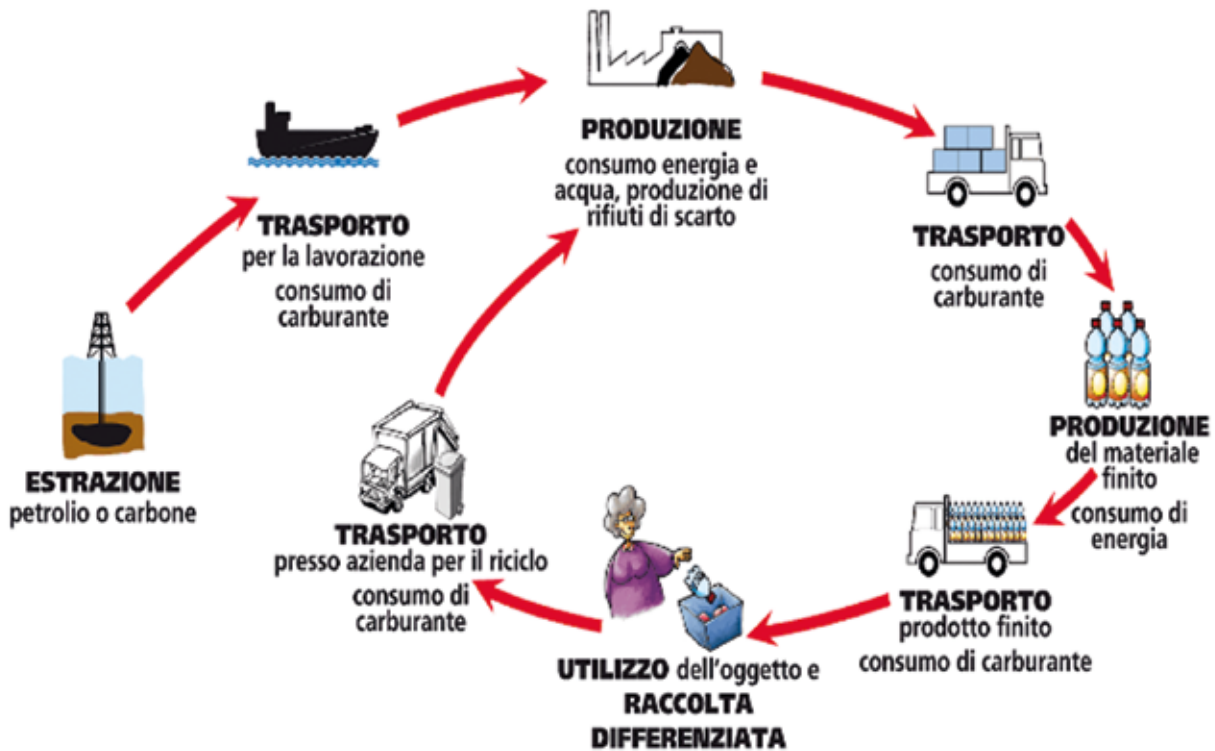 PRODUZIONE
consumo energia e
acqua, produzione di
rifiuti di scarto
TRASPORTO
per la lavorazione
consumo di
carburante
TRASPORTO
consumo di
carburante
ESTRAZIONE
petrolio o carbone
PRODUZIONE
del materiale
finito
consumo di
energia
TRASPORTO
presso azienda per il riciclo
consumo di
carburante
TRASPORTO
prodotto finito
consumo di carburante
UTILIZZO dell'oggetto e
RACCOLTA
DIFFERENZIATA